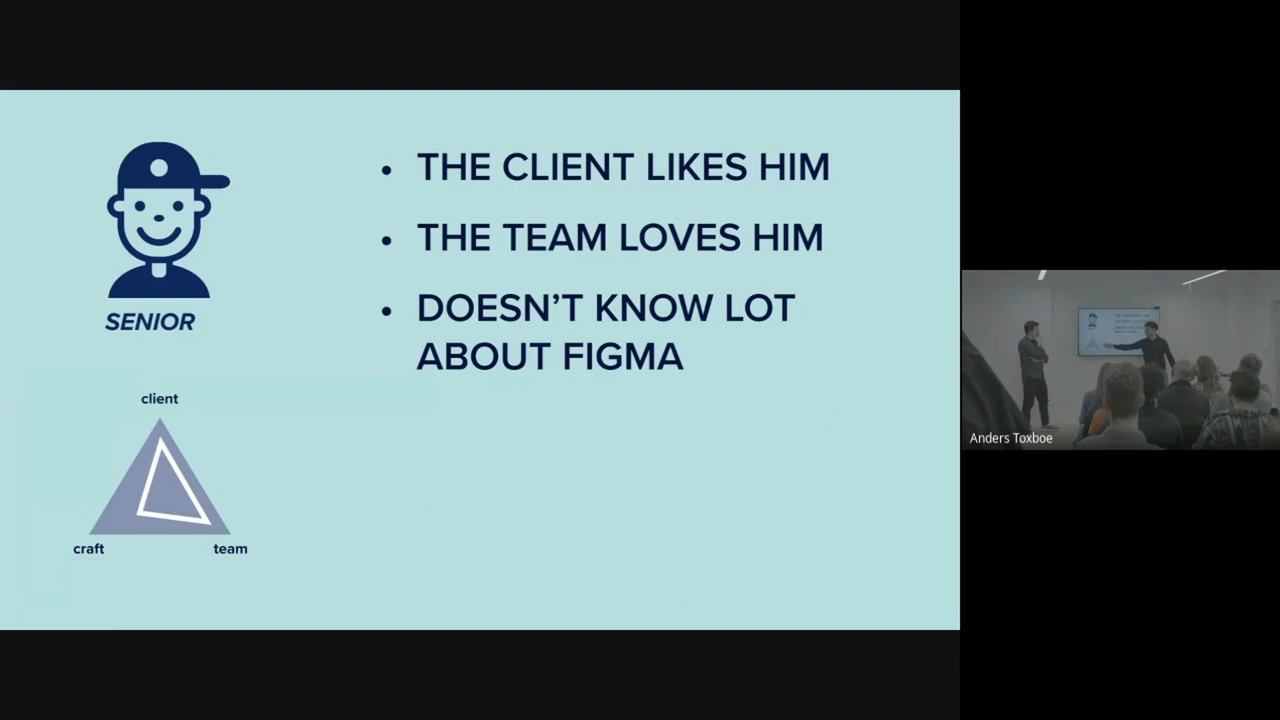 • THE CLIENT LIKES HIM
• THE TEAM LOVES HIM
• DOESN’T KNOW LOT
ABOUT FIGMA
SENIOR
client
craft
team
Anders Toxboe